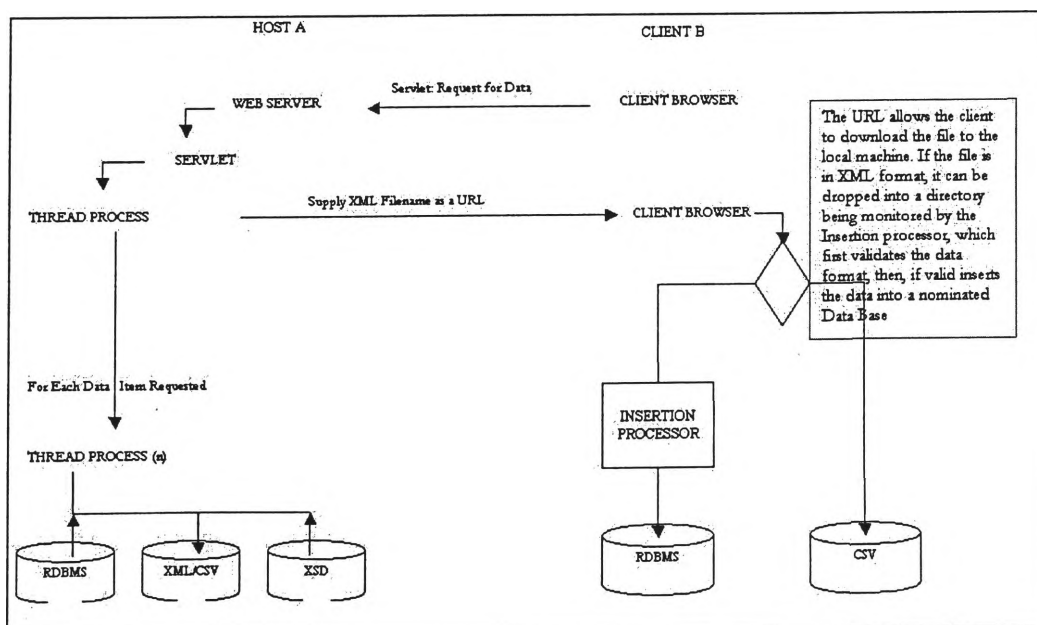 HOST A
CLIENT B
Servlet: Request for Data
WEB SERVER
CLIENT BROWSER
SERVLET
The URL allows the client
to download the file to the
local machine. If the file is
in XML format, it can be
dropped into a directory
being monitored by the
Insertion processor, which
first validates the data
format, then, if valid inserts
the data into a nominated
Data Base
Supply XML Filename as a URL
THREAD PROCESS
CLIENT BROWSER
For Each Data Item Requested
INSERTION
PROCESSOR
THREAD PROCESS (n)
RDBMS
XML/CSV
XSD
RDBMS
CSV